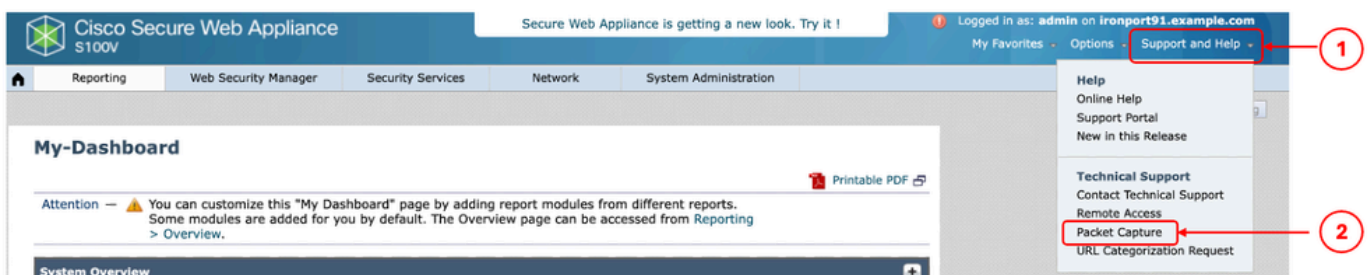 Cisco Secure Web Appliance
S100V
Secure Web Appliance is getting a new look. Try it !
Logged in as: admin on ironport91.example.com
My Favorites Options Support and Help
1
Reporting Web Security Manager Security Services Network System Administration
Help
Online Help
Support Portal
New in this Release
My-Dashboard
Printable PDF
Technical Support
Contact Technical Support
Remote Access
Packet Capture
2
URL Categorization Request
Attention — You can customize this "My Dashboard" page by adding report modules from different reports.
Some modules are added for you by default. The Overview page can be accessed from Reporting
> Overview.
System Overview